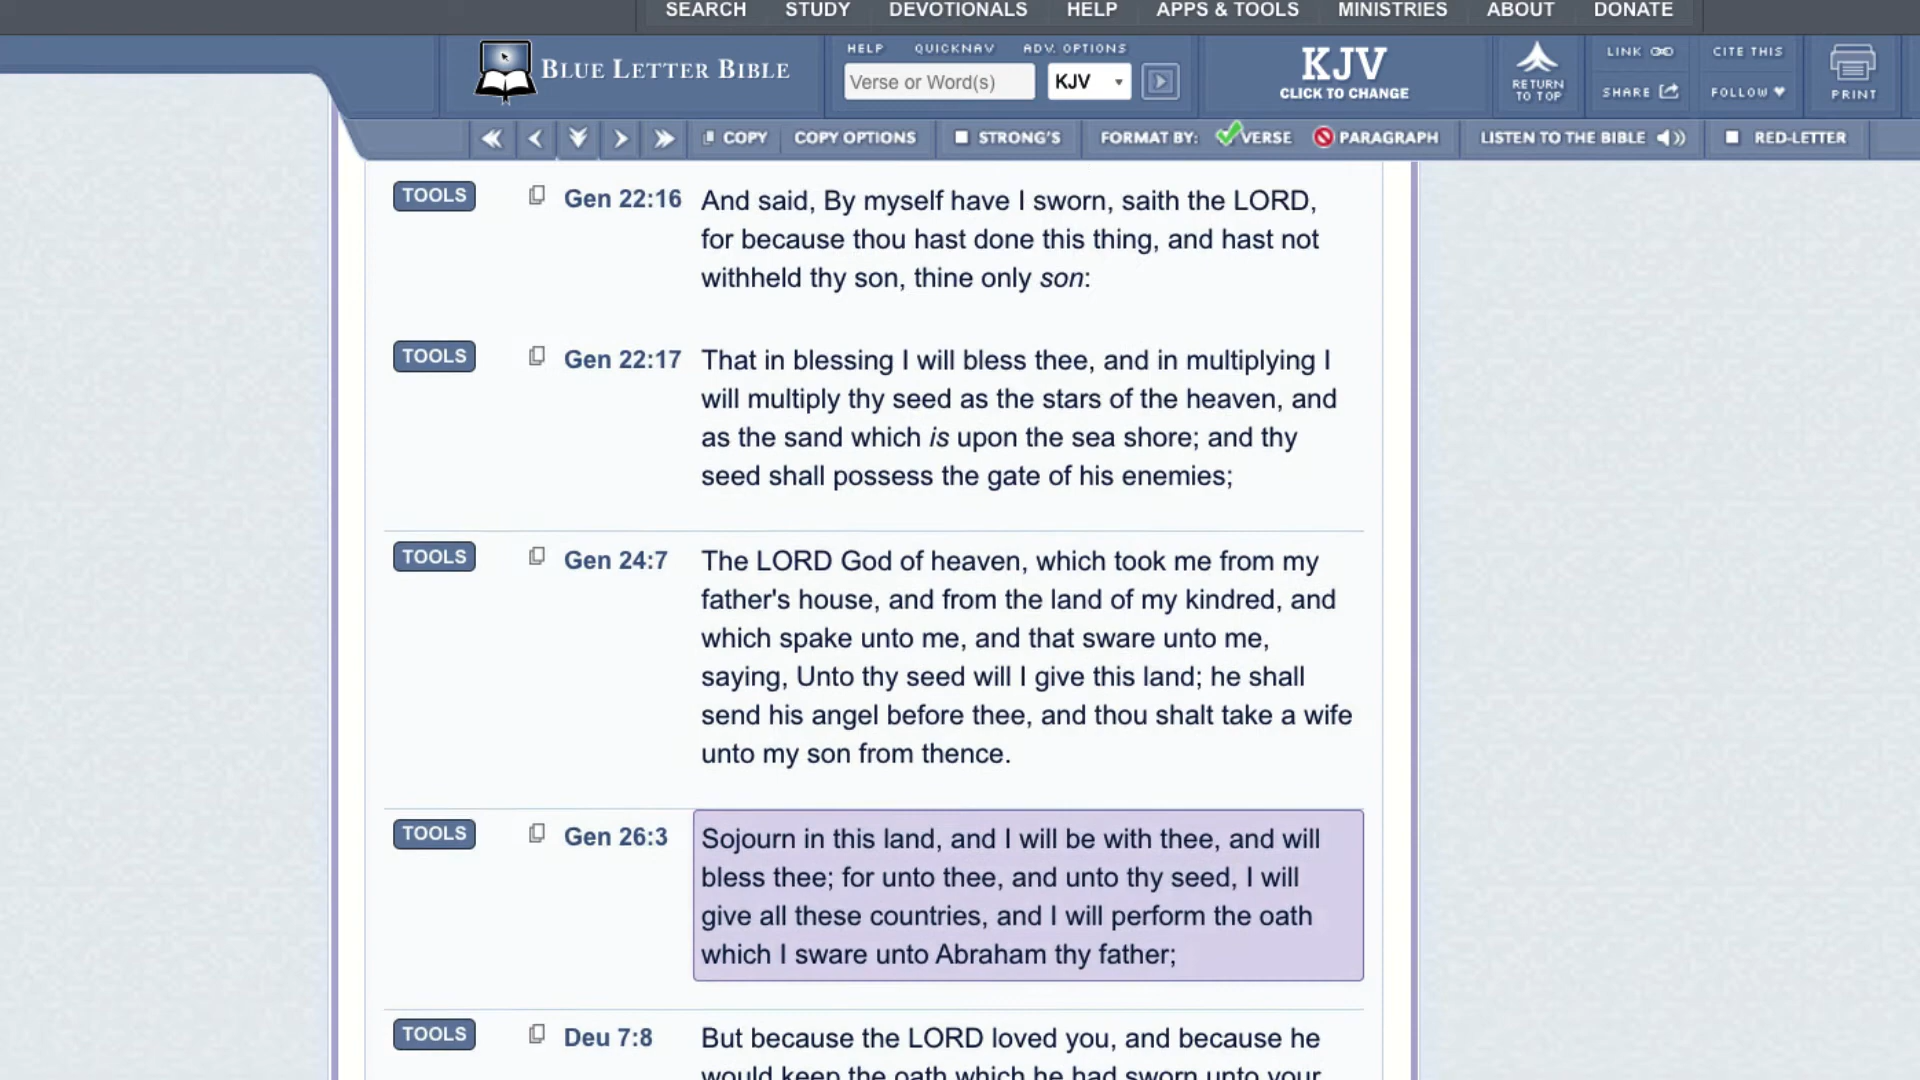 SEARCH STUDY DEVOTIONALS HELP APPS & TOOLS MINISTRIES ABOUT DONATE
BLUE LETTER BIBLE
HELP QUICKNAV ADV. OPTIONS
Verse or Word(s) KJV
KJV
CLICK TO CHANGE
RETURN
TO TOP
LINK CITE THIS
SHARE FOLLOW
PRINT
COPY COPY OPTIONS STRONG'S FORMAT BY: VERSE PARAGRAPH LISTEN TO THE BIBLE RED-LETTER
TOOLS Gen 22:16 And said, By myself have I sworn, saith the LORD,
for because thou hast done this thing, and hast not
withheld thy son, thine only son:
TOOLS Gen 22:17 That in blessing I will bless thee, and in multiplying I
will multiply thy seed as the stars of the heaven, and
as the sand which is upon the sea shore; and thy
seed shall possess the gate of his enemies;
TOOLS Gen 24:7 The LORD God of heaven, which took me from my
father's house, and from the land of my kindred, and
which spake unto me, and that sware unto me,
saying, Unto thy seed will I give this land; he shall
send his angel before thee, and thou shalt take a wife
unto my son from thence.
TOOLS Gen 26:3 Sojourn in this land, and I will be with thee, and will
bless thee; for unto thee, and unto thy seed, I will
give all these countries, and I will perform the oath
which I sware unto Abraham thy father;
TOOLS Deu 7:8 But because the LORD loved you, and because he
would keep the oath which he had sworn unto your